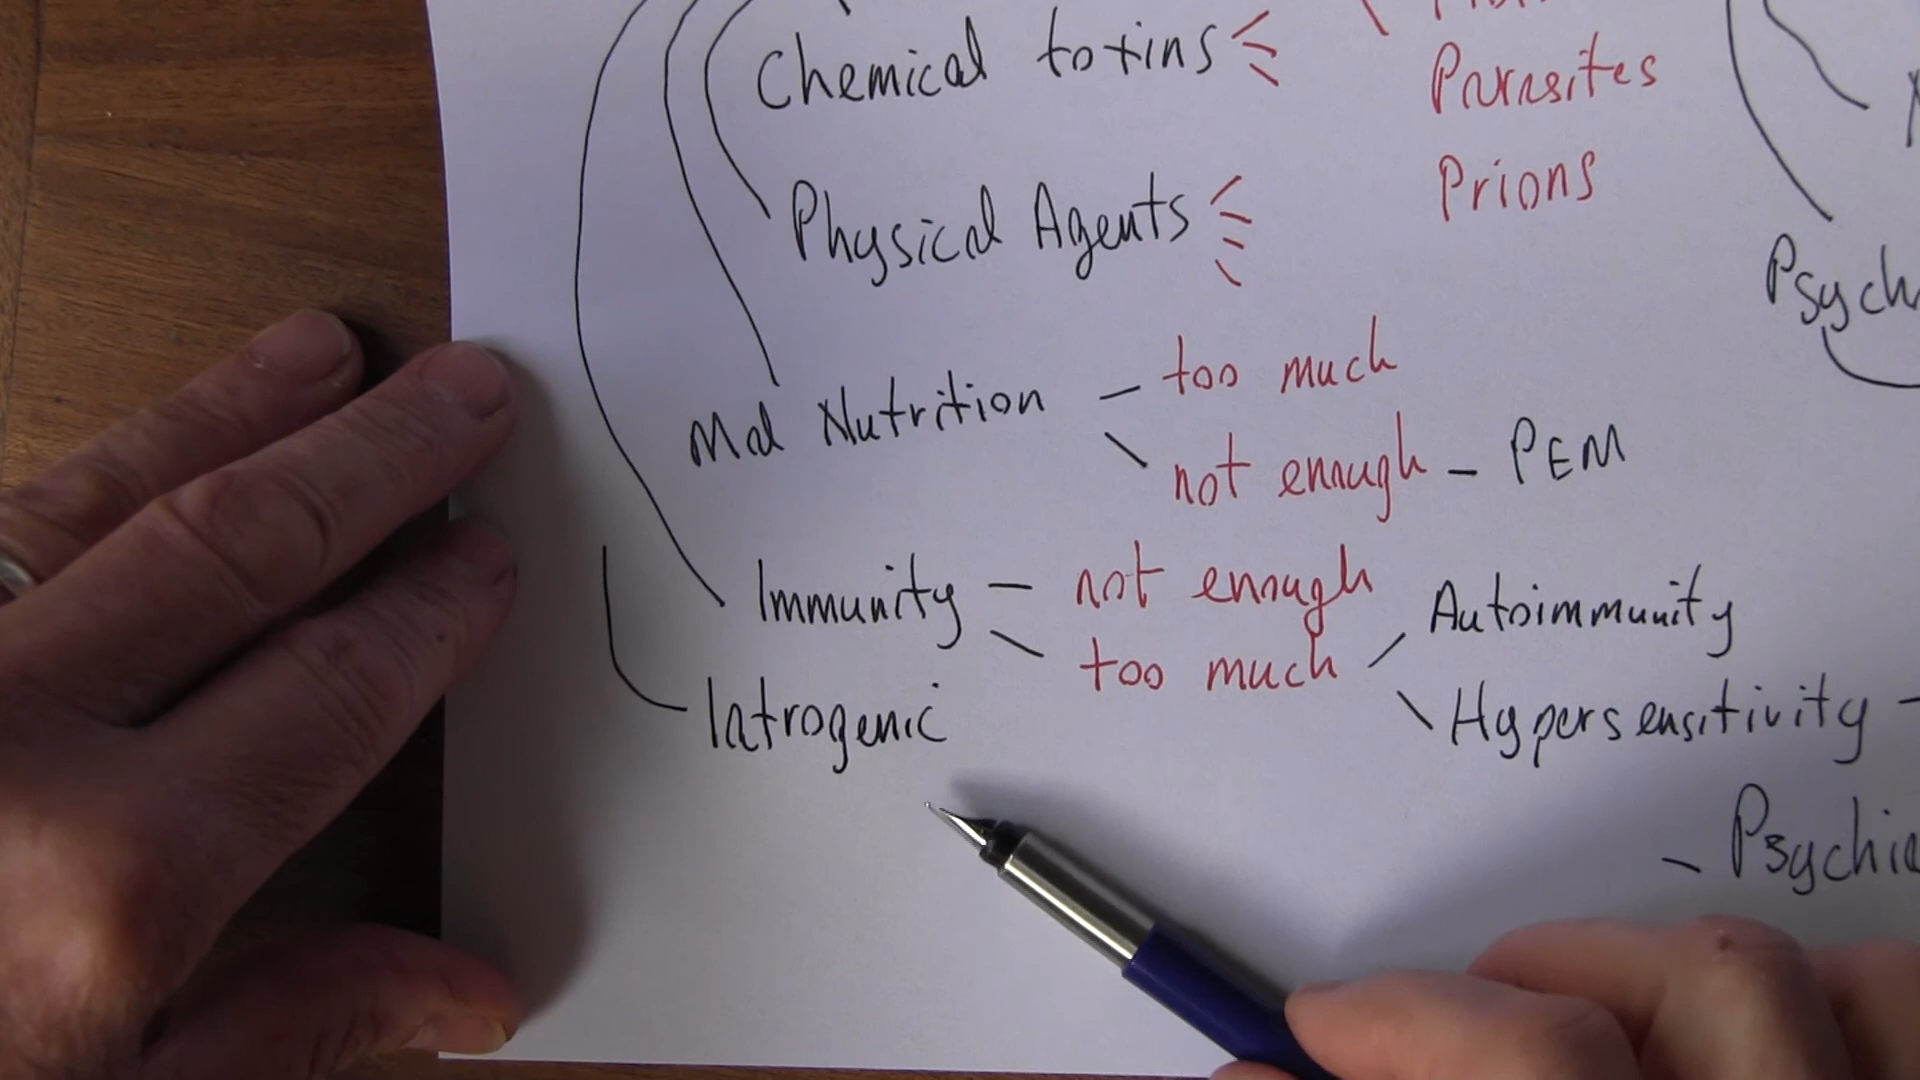 Chemical toxins
Parasites
Prions
Physical Agents
Psych
Mal Nutrition – too much
not enough – PEM
Immunity – not enough
too much
Autoimmunity
Hypersensitivity –
Iatrogenic
– Psychia